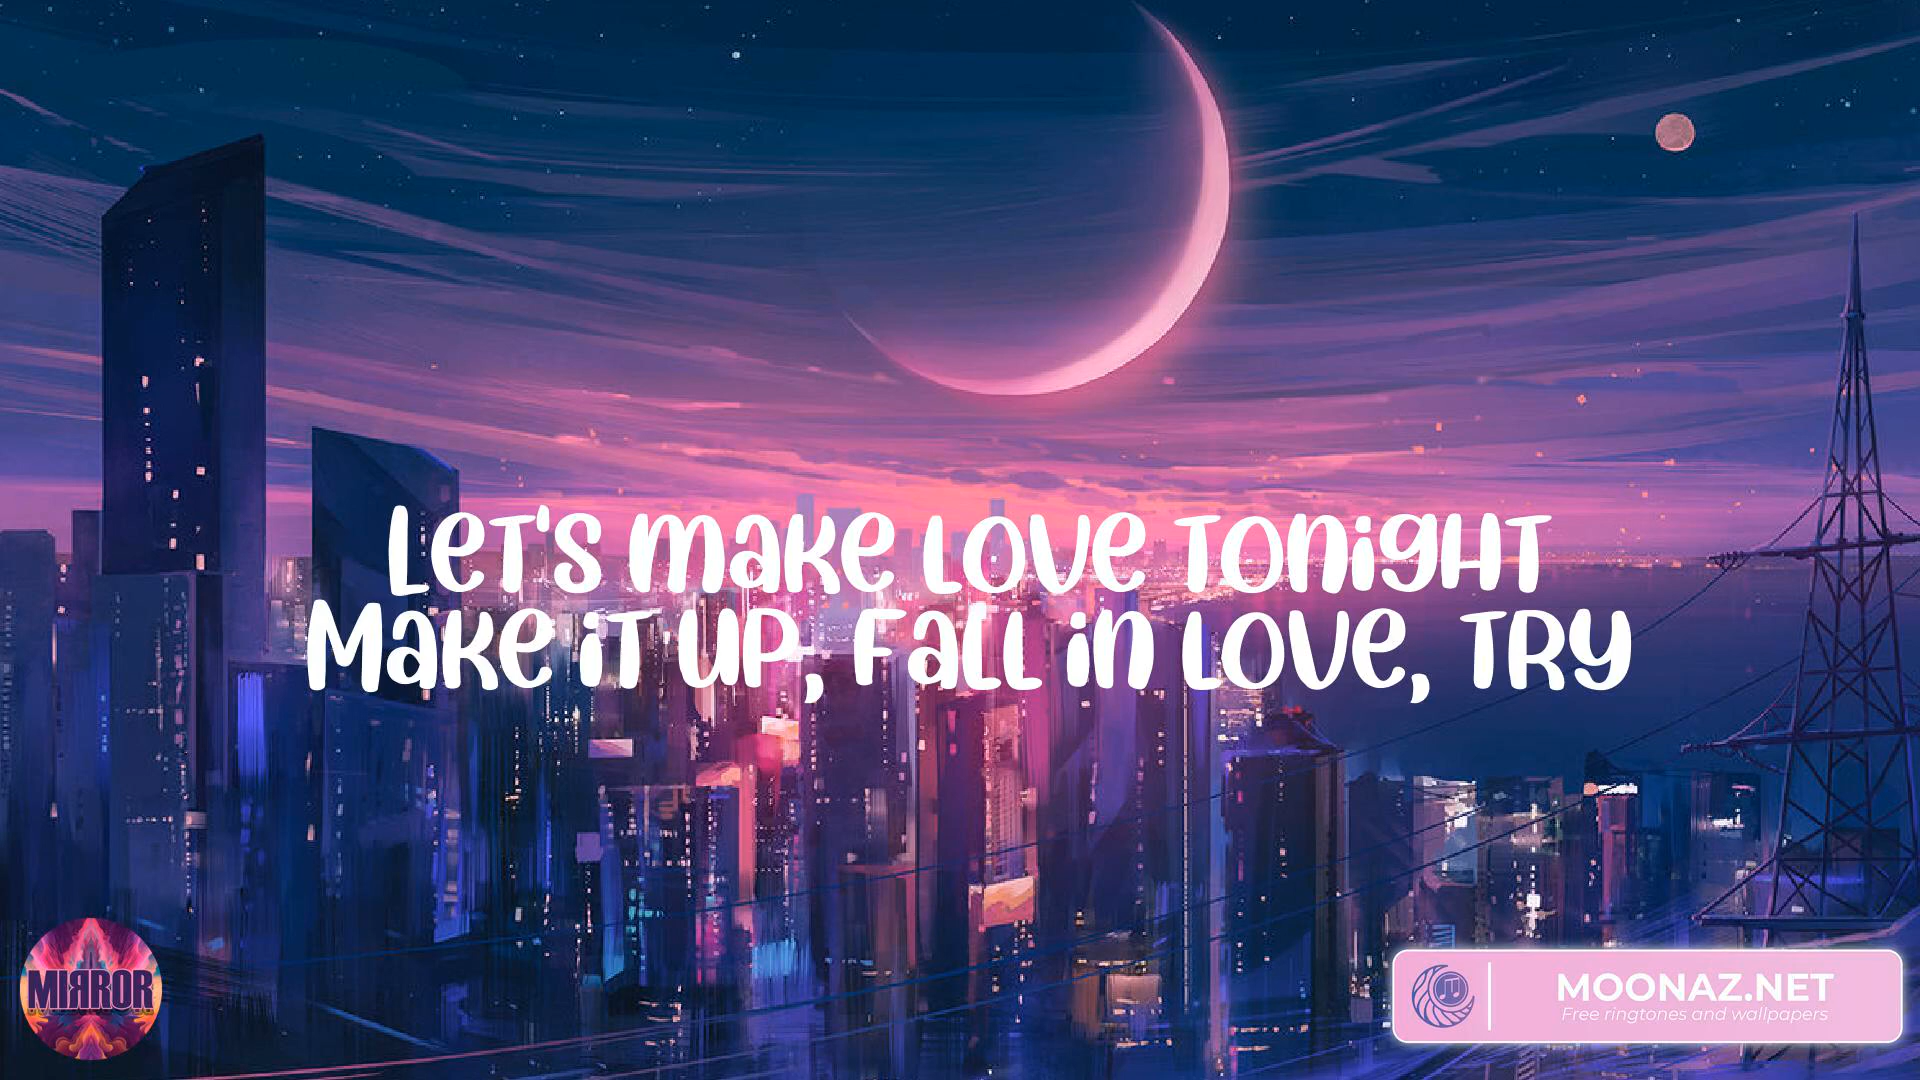 Let's make love tonight
Make it up, fall in love, try
MIRROR
MOONAZ.NET
Free ringtones and wallpapers